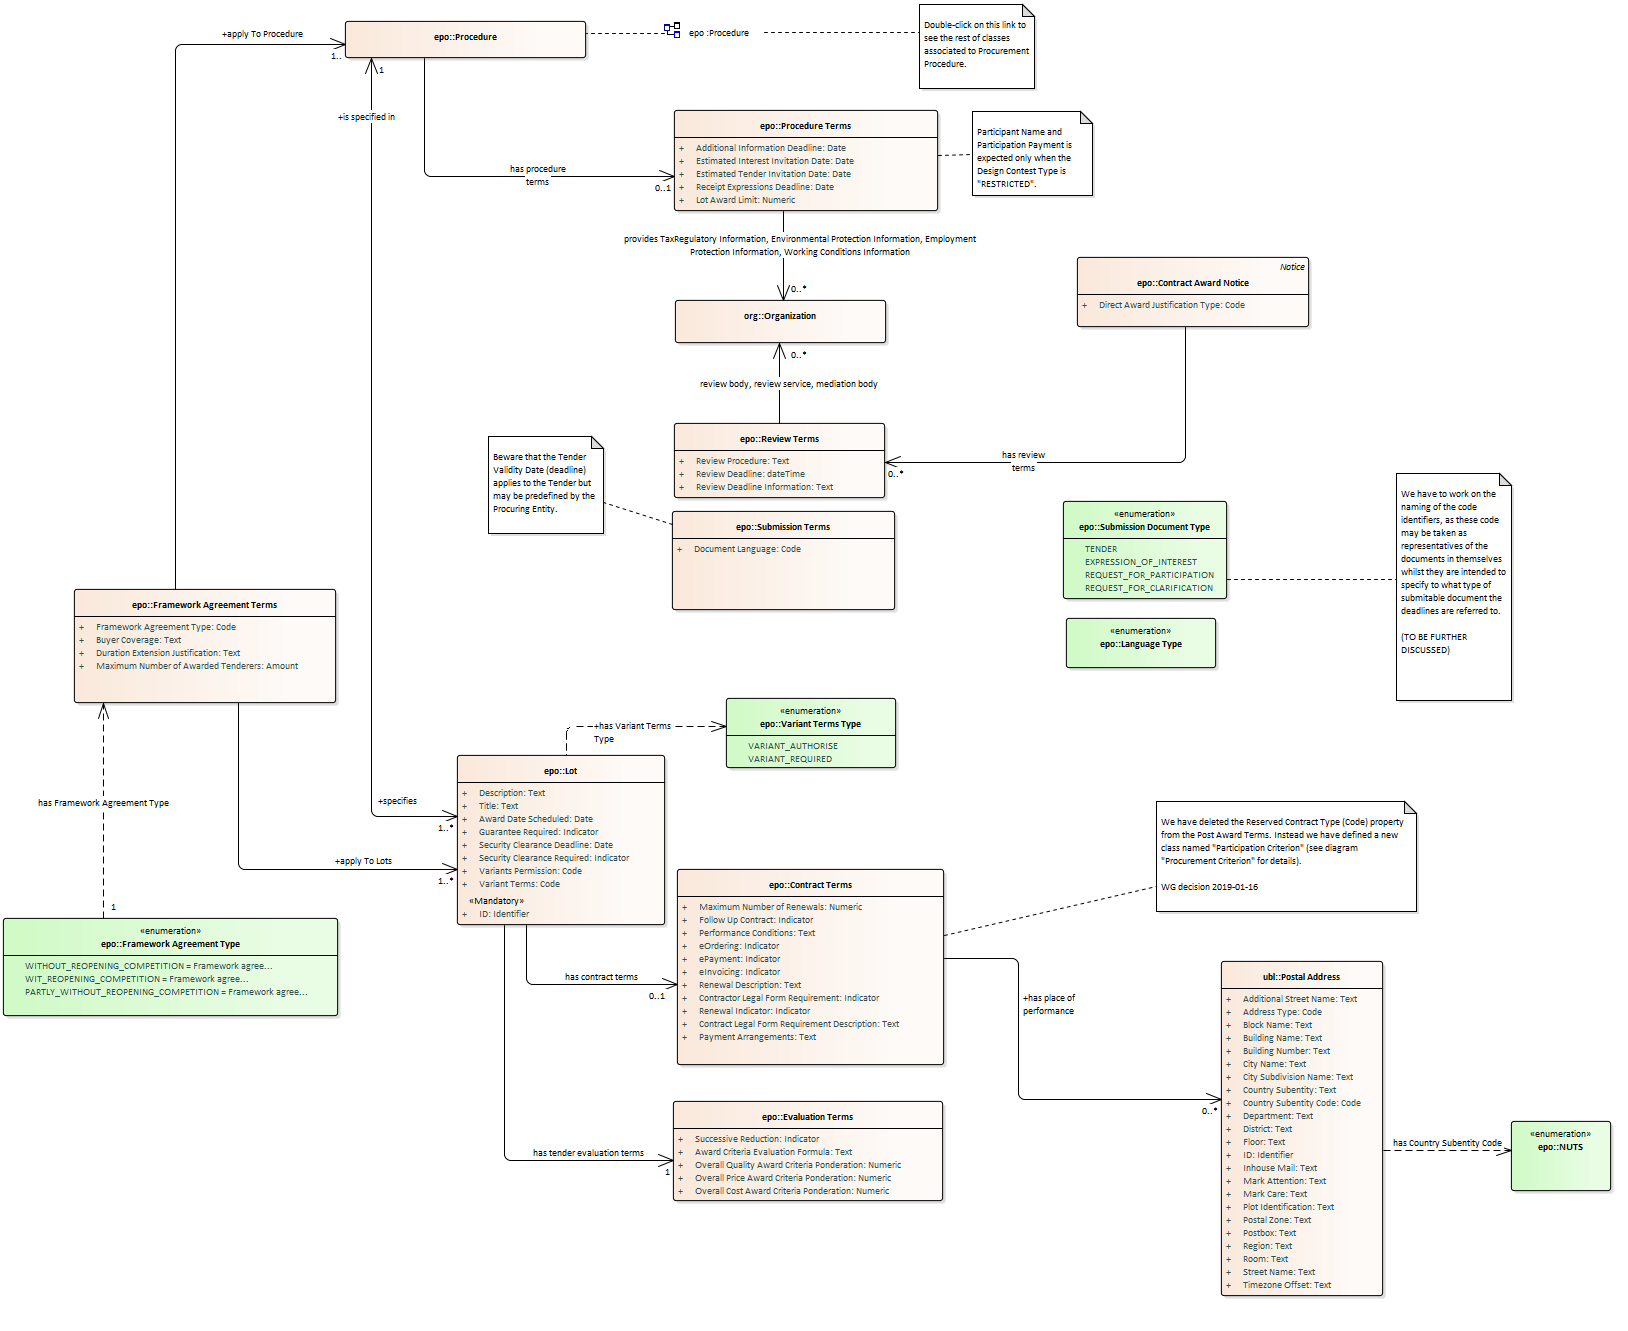 +apply To Procedure
1..
epo::Procedure
epo :Procedure
Double-click on this link to
see the rest of classes
associated to Procurement
Procedure.
1
+is specified in
has procedure
terms
0..1
epo::Procedure Terms
+ Additional Information Deadline: Date
+ Estimated Interest Invitation Date: Date
+ Estimated Tender Invitation Date: Date
+ Receipt Expressions Deadline: Date
+ Lot Award Limit: Numeric
Participant Name and
Participation Payment is
expected only when the
Design Contest Type is
"RESTRICTED".
provides TaxRegulatory Information, Environmental Protection Information, Employment
Protection Information, Working Conditions Information
0..*
org::Organization
0..*
review body, review service, mediation body
Notice
epo::Contract Award Notice
+ Direct Award Justification Type: Code
has review
terms
0..*
epo::Review Terms
+ Review Procedure: Text
+ Review Deadline: dateTime
+ Review Deadline Information: Text
Beware that the Tender
Validity Date (deadline)
applies to the Tender but
may be predefined by the
Procuring Entity.
epo::Submission Terms
+ Document Language: Code
«enumeration»
epo::Submission Document Type
TENDER
EXPRESSION_OF_INTEREST
REQUEST_FOR_PARTICIPATION
REQUEST_FOR_CLARIFICATION
«enumeration»
epo::Language Type
We have to work on the
naming of the code
identifiers, as these code
may be taken as
representatives of the
documents in themselves
whilst they are intended to
specify to what type of
submitable document the
deadlines are referred to.
(TO BE FURTHER
DISCUSSED)
epo::Framework Agreement Terms
+ Framework Agreement Type: Code
+ Buyer Coverage: Text
+ Duration Extension Justification: Text
+ Maximum Number of Awarded Tenderers: Amount
has Framework Agreement Type
1
«enumeration»
epo::Framework Agreement Type
WITHOUT_REOPENING_COMPETITION = Framework agree...
WIT_REOPENING_COMPETITION = Framework agree...
PARTLY_WITHOUT_REOPENING_COMPETITION = Framework agree...
+specifies
1..*
+apply To Lots
1..*
+has Variant Terms
Type
«enumeration»
epo::Variant Terms Type
VARIANT_AUTHORISE
VARIANT_REQUIRED
epo::Lot
+ Description: Text
+ Title: Text
+ Award Date Scheduled: Date
+ Guarantee Required: Indicator
+ Security Clearance Deadline: Date
+ Security Clearance Required: Indicator
+ Variants Permission: Code
+ Variant Terms: Code
«Mandatory»
+ ID: Identifier
has contract terms
0..1
epo::Contract Terms
+ Maximum Number of Renewals: Numeric
+ Follow Up Contract: Indicator
+ Performance Conditions: Text
+ eOrdering: Indicator
+ ePayment: Indicator
+ eInvoicing: Indicator
+ Renewal Description: Text
+ Contractor Legal Form Requirement: Indicator
+ Renewal Indicator: Indicator
+ Contract Legal Form Requirement Description: Text
+ Payment Arrangements: Text
We have deleted the Reserved Contract Type (Code) property
from the Post Award Terms. Instead we have defined a new
class named "Participation Criterion" (see diagram
"Procurement Criterion" for details).
WG decision 2019-01-16
has tender evaluation terms
1
epo::Evaluation Terms
+ Successive Reduction: Indicator
+ Award Criteria Evaluation Formula: Text
+ Overall Quality Award Criteria Ponderation: Numeric
+ Overall Price Award Criteria Ponderation: Numeric
+ Overall Cost Award Criteria Ponderation: Numeric
+has place of
performance
0..*
ubl::Postal Address
+ Additional Street Name: Text
+ Address Type: Code
+ Block Name: Text
+ Building Name: Text
+ Building Number: Text
+ City Name: Text
+ City Subdivision Name: Text
+ Country Subentity: Text
+ Country Subentity Code: Code
+ Department: Text
+ District: Text
+ Floor: Text
+ ID: Identifier
+ Inhouse Mail: Text
+ Mark Attention: Text
+ Mark Care: Text
+ Plot Identification: Text
+ Postal Zone: Text
+ Postbox: Text
+ Region: Text
+ Room: Text
+ Street Name: Text
+ Timezone Offset: Text
has Country Subentity Code
«enumeration»
epo::NUTS